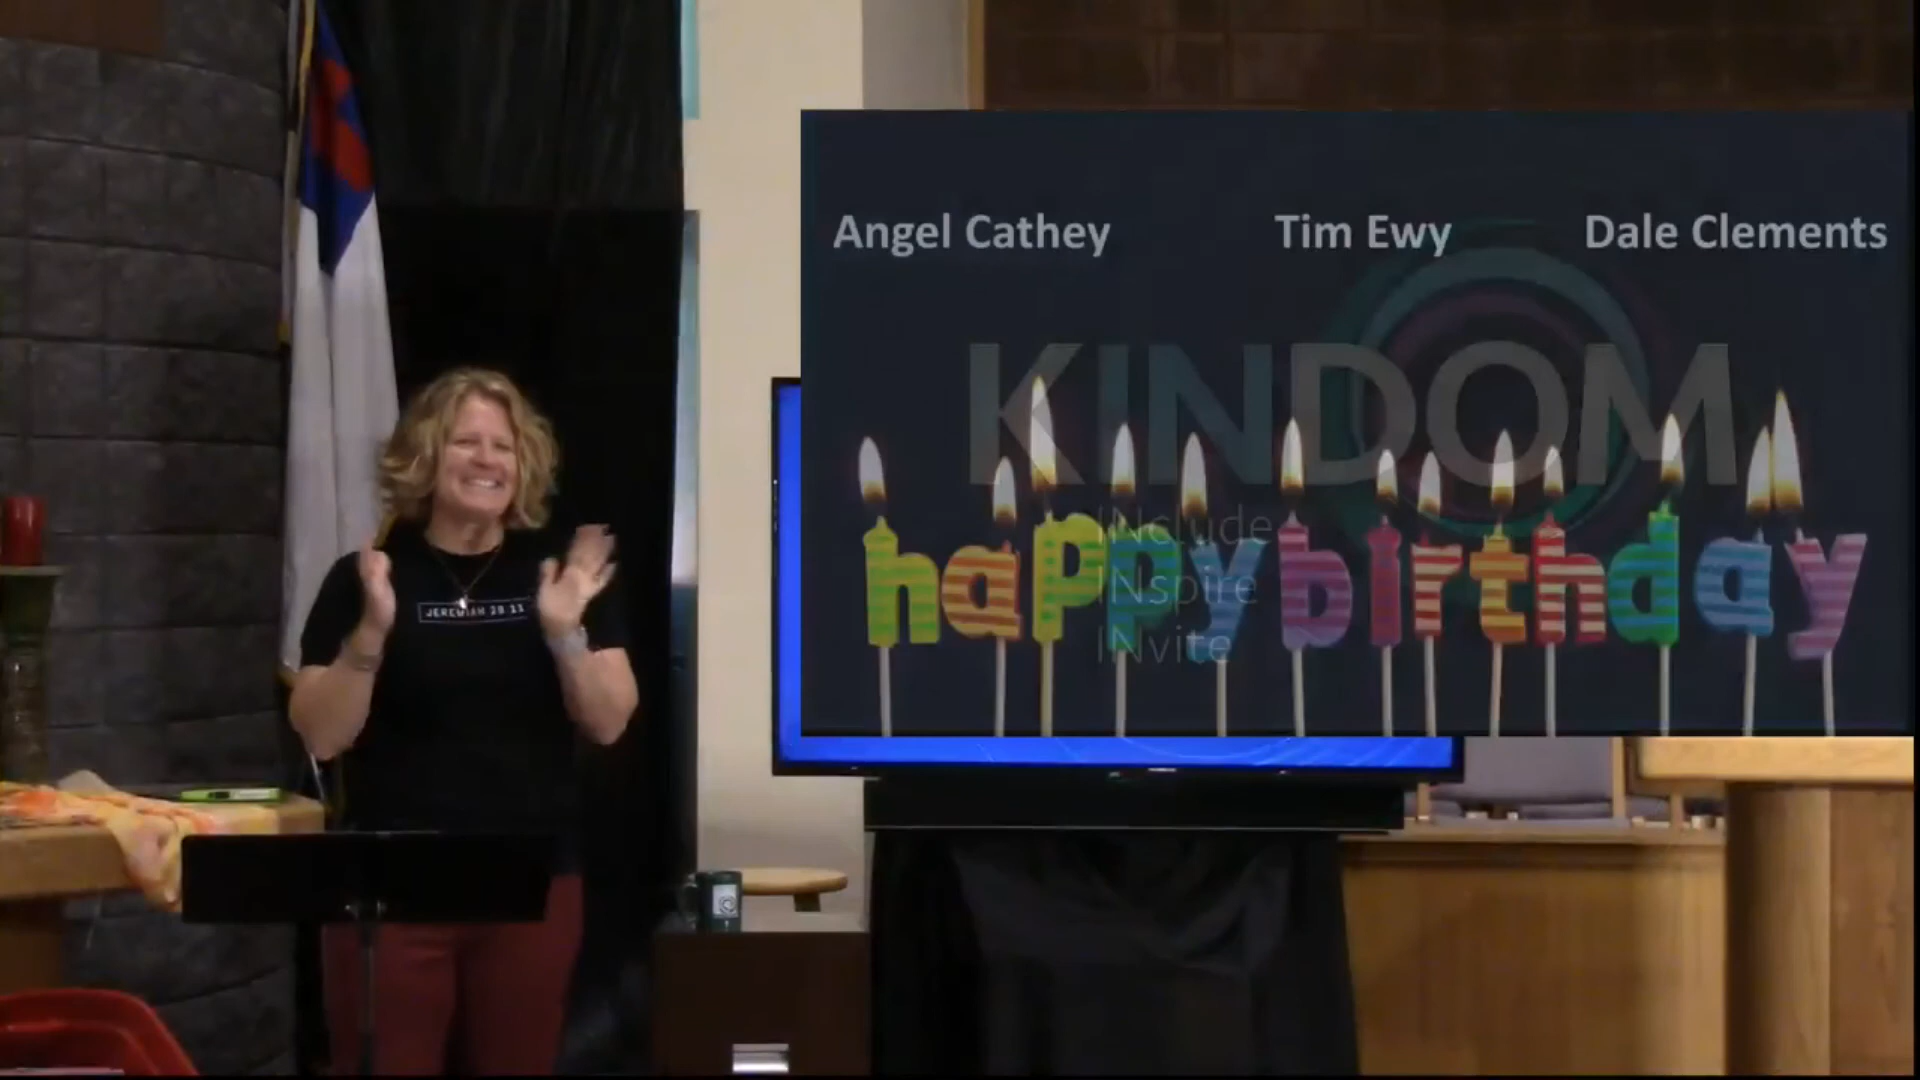 Angel Cathey Tim Ewy Dale Clements
KINDOM
INclude
INspire
INvite
happy birthday
JEREMIAH 29:11